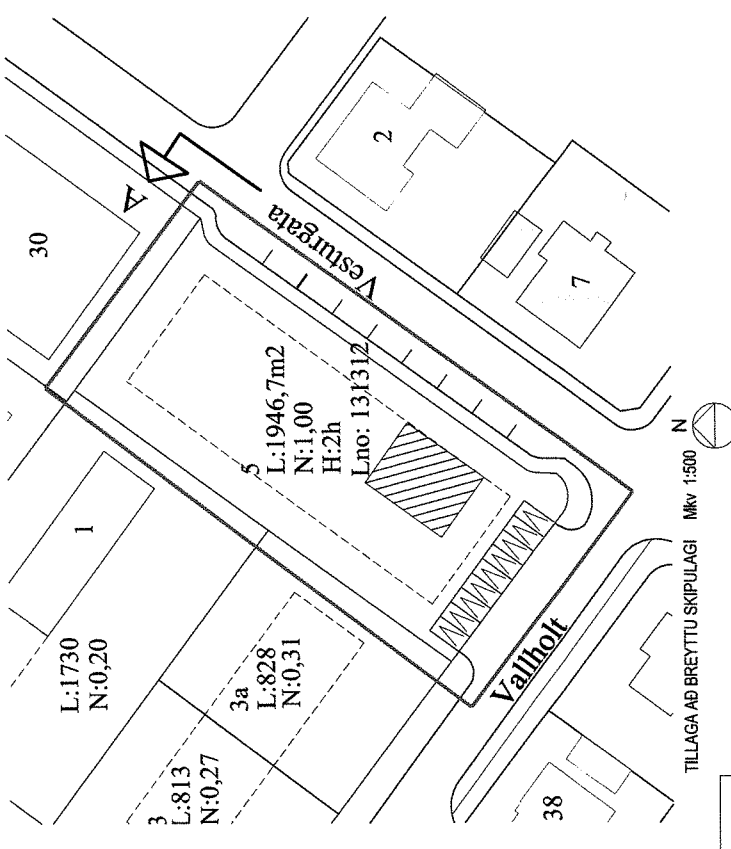 30
A
2
Vesturgata
7
5
L:1946,7m2
N:1,00
H:2h
Lno: 131312
1
L:1730
N:0,20
3a
L:828
N:0,31
3
L:813
N:0,27
Vallholt
38
N
TILLAGA AÐ BREYTTU SKIPULAGI Mkv 1:500